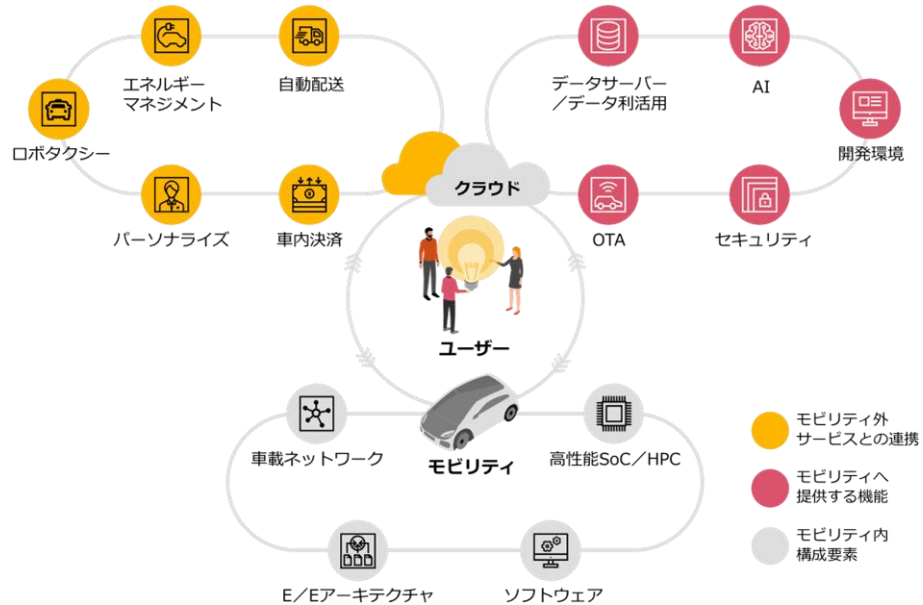 エネルギー
マネジメント
自動配送
ロボタクシー
パーソナライズ
車内決済
データサーバー
／データ利活用
AI
開発環境
OTA
セキュリティ
クラウド
ユーザー
モビリティ
車載ネットワーク
高性能SoC／HPC
E／Eアーキテクチャ
ソフトウェア
モビリティ外
サービスとの連携
モビリティへ
提供する機能
モビリティ内
構成要素